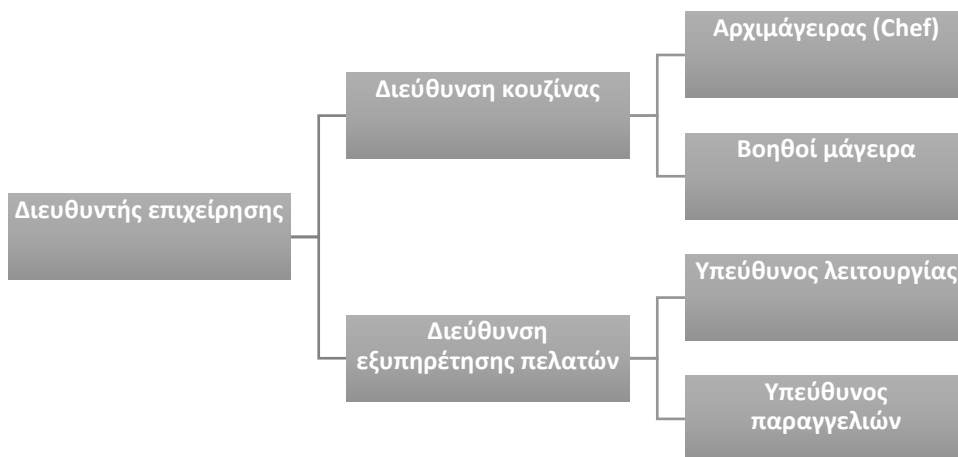 Αρχιμάγειρας (Chef)
Διεύθυνση κουζίνας
Βοηθοί μάγειρα
Διευθυντής επιχείρησης
Υπεύθυνος λειτουργίας
Διεύθυνση
εξυπηρέτησης πελατών
Υπεύθυνος
παραγγελιών